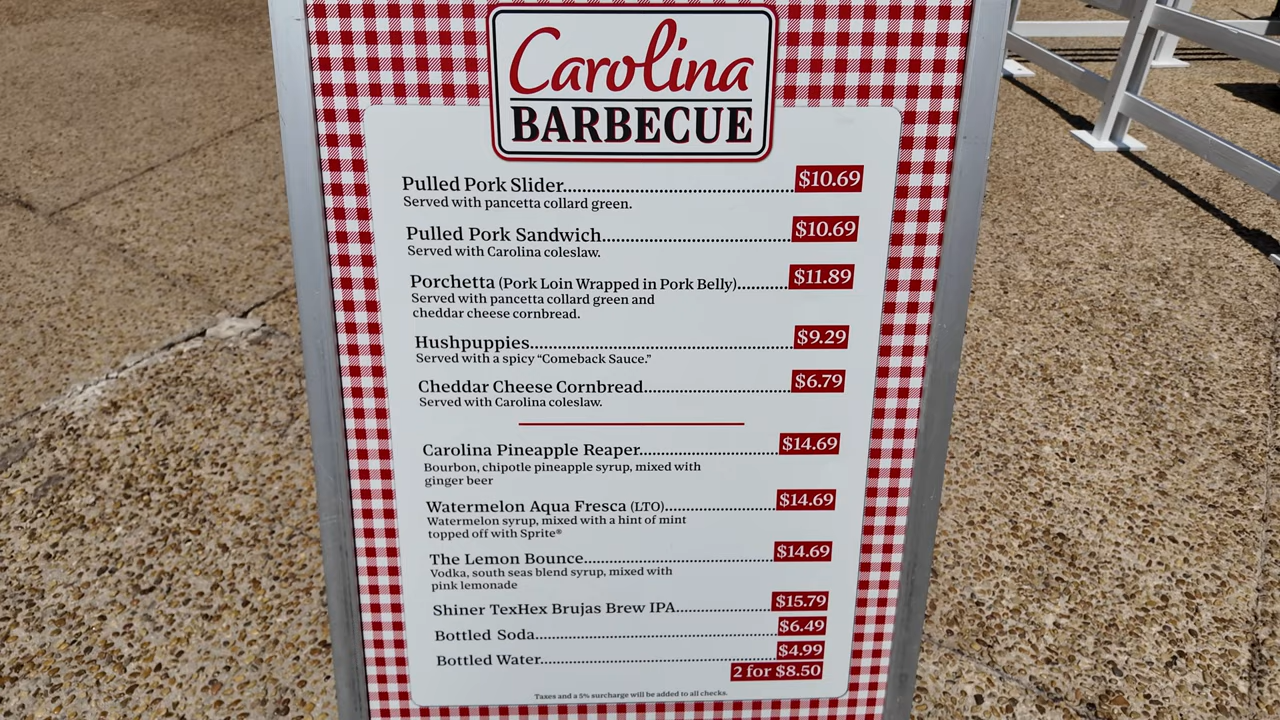 Carolina
BARBECUE
Pulled Pork Slider........................................................$10.69
Served with pancetta collard green.
Pulled Pork Sandwich..............................................$10.69
Served with Carolina coleslaw.
Porchetta (Pork Loin Wrapped in Pork Belly)............$11.89
Served with pancetta collard green and
cheddar cheese cornbread.
Hushpuppies................................................................$9.29
Served with a spicy “Comeback Sauce.”
Cheddar Cheese Cornbread....................................$6.79
Served with Carolina coleslaw.
Carolina Pineapple Reaper...................................$14.69
Bourbon, chipotle pineapple syrup, mixed with
ginger beer
Watermelon Aqua Fresca (LTO)............................$14.69
Watermelon syrup, mixed with a hint of mint
topped off with Sprite®
The Lemon Bounce................................................$14.69
Vodka, south seas blend syrup, mixed with
pink lemonade
Shiner TexHex Brujas Brew IPA.......................$15.79
Bottled Soda.............................................................$6.49
Bottled Water...........................................................$4.99
2 for $8.50
Taxes and a 5% surcharge will be added to all checks.